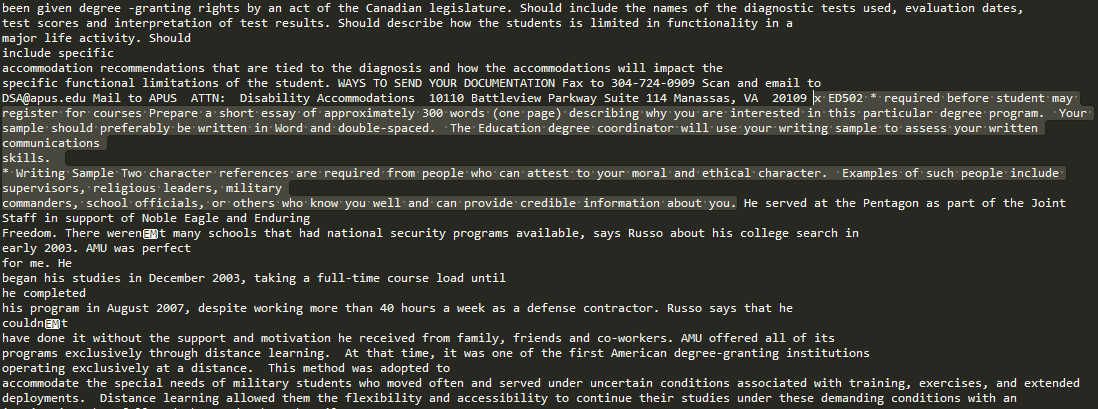 been given degree -granting rights by an act of the Canadian legislature. Should include the names of the diagnostic tests used, evaluation dates,
test scores and interpretation of test results. Should describe how the students is limited in functionality in a
major life activity. Should
include specific
accommodation recommendations that are tied to the diagnosis and how the accommodations will impact the
specific functional limitations of the student. WAYS TO SEND YOUR DOCUMENTATION Fax to 304-724-0909 Scan and email to
DSA@apus.edu Mail to APUS  ATTN:  Disability Accommodations  10110 Battleview Parkway Suite 114 Manassas, VA  20109 x ED502 * required before student may
register for courses Prepare a short essay of approximately 300 words (one page) describing why you are interested in this particular degree program.  Your
sample should preferably be written in Word and double-spaced.  The Education degree coordinator will use your writing sample to assess your written
communications
skills.
* Writing Sample Two character references are required from people who can attest to your moral and ethical character.  Examples of such people include
supervisors, religious leaders, military
commanders, school officials, or others who know you well and can provide credible information about you. He served at the Pentagon as part of the Joint
Staff in support of Noble Eagle and Enduring
Freedom. There werenEMt many schools that had national security programs available, says Russo about his college search in
early 2003. AMU was perfect
for me. He
began his studies in December 2003, taking a full-time course load until
he completed
his program in August 2007, despite working more than 40 hours a week as a defense contractor. Russo says that he
couldnEMt
have done it without the support and motivation he received from family, friends and co-workers. AMU offered all of its
programs exclusively through distance learning.  At that time, it was one of the first American degree-granting institutions
operating exclusively at a distance.  This method was adopted to
accommodate the special needs of military students who moved often and served under uncertain conditions associated with training, exercises, and extended
deployments.  Distance learning allowed them the flexibility and accessibility to continue their studies under these demanding conditions with an